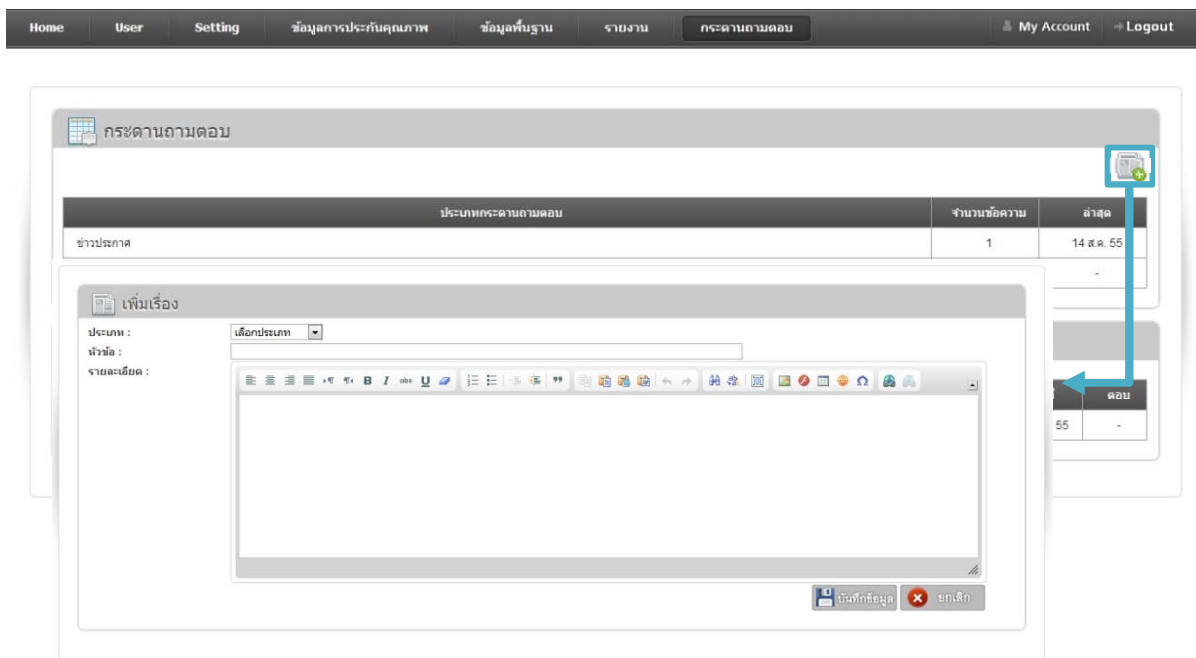 Home User Setting ข้อมูลการประกันคุณภาพ ข้อมูลพื้นฐาน รายงาน กระดานถามตอบ My Account Logout
กระดานถามตอบ
ประเภทกระดานถามตอบ จำนวนข้อความ ล่าสุด
ข่าวประกาศ 1 14 ส.ค. 55
-
เพิ่มเรื่อง
ประเภท : เลือกประเภท
หัวข้อ :
รายละเอียด :
B I abc U
ตอบ
55 -
บันทึกข้อมูล ยกเลิก